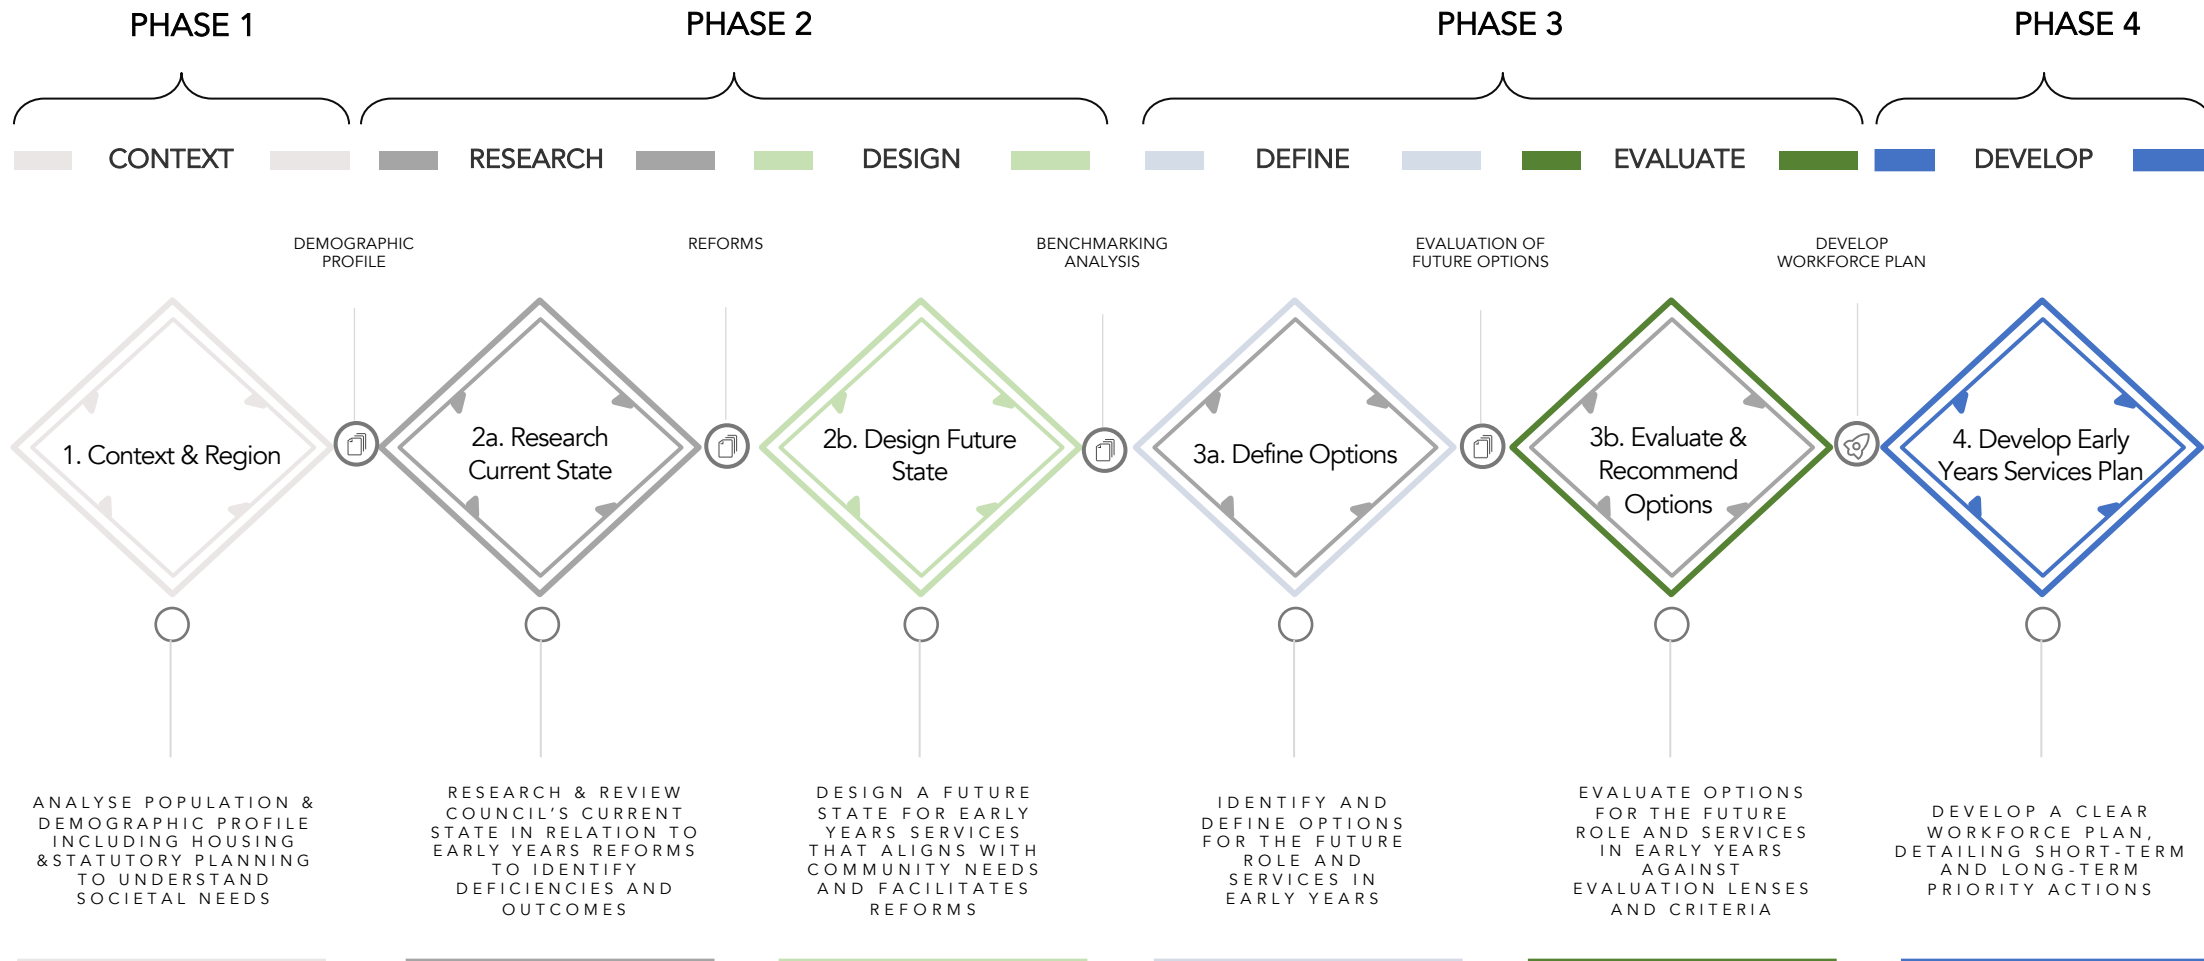 PHASE 1
PHASE 2
PHASE 3
PHASE 4
CONTEXT
RESEARCH
DESIGN
DEFINE
EVALUATE
DEVELOP
DEMOGRAPHIC
PROFILE
REFORMS
BENCHMARKING
ANALYSIS
EVALUATION OF
FUTURE OPTIONS
DEVELOP
WORKFORCE PLAN
1. Context & Region
2a. Research
Current State
2b. Design Future
State
3a. Define Options
3b. Evaluate &
Recommend
Options
4. Develop Early
Years Services Plan
ANALYSE POPULATION &
DEMOGRAPHIC PROFILE
INCLUDING HOUSING
&STATUTORY PLANNING
TO UNDERSTAND
SOCIETAL NEEDS
RESEARCH & REVIEW
COUNCIL'S CURRENT
STATE IN RELATION TO
EARLY YEARS REFORMS
TO IDENTIFY
DEFICIENCIES AND
OUTCOMES
DESIGN A FUTURE
STATE FOR EARLY
YEARS SERVICES
THAT ALIGNS WITH
COMMUNITY NEEDS
AND FACILITATES
REFORMS
IDENTIFY AND
DEFINE OPTIONS
FOR THE FUTURE
ROLE AND
SERVICES IN
EARLY YEARS
EVALUATE OPTIONS
FOR THE FUTURE
ROLE AND SERVICES
IN EARLY YEARS
AGAINST
EVALUATION LENSES
AND CRITERIA
DEVELOP A CLEAR
WORKFORCE PLAN,
DETAILING SHORT-TERM
AND LONG-TERM
PRIORITY ACTIONS